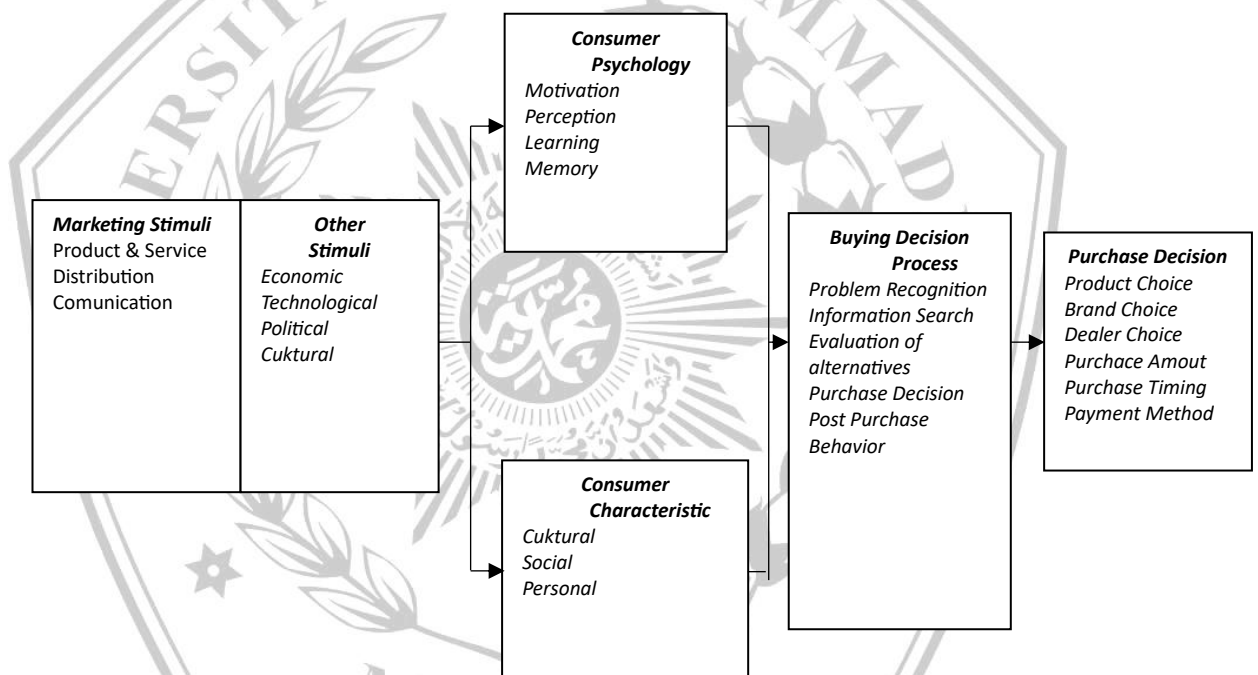 Consumer
Psychology
Motivation
Perception
Learning
Memory
Marketing Stimuli
Product & Service
Distribution
Comunication
Other
Stimuli
Economic
Technological
Political
Cuktural
Buying Decision
Process
Problem Recognition
Information Search
Evaluation of
alternatives
Purchase Decision
Post Purchase
Behavior
Purchase Decision
Product Choice
Brand Choice
Dealer Choice
Purchace Amout
Purchase Timing
Payment Method
Consumer
Characteristic
Cuktural
Social
Personal